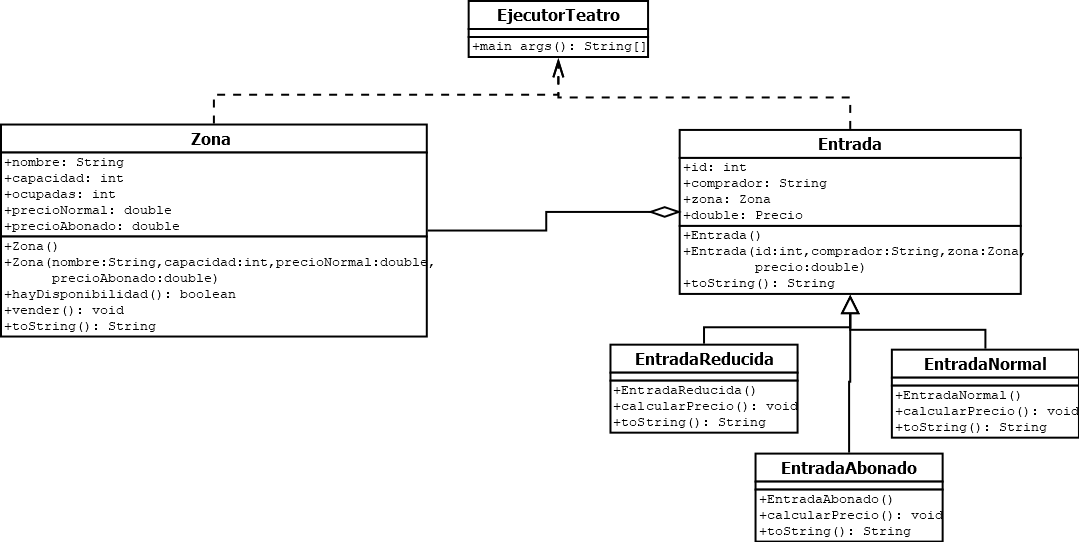 EjecutorTeatro
+main args(): String[]
Zona
+nombre: String
+capacidad: int
+ocupadas: int
+precioNormal: double
+precioAbonado: double
+Zona()
+Zona(nombre:String,capacidad:int,precioNormal:double,
precioAbonado:double)
+hayDisponibilidad(): boolean
+vender(): void
+toString(): String
Entrada
+id: int
+comprador: String
+zona: Zona
+double: Precio
+Entrada()
+Entrada(id:int,comprador:String,zona:Zona,
precio:double)
+toString(): String
EntradaReducida
+EntradaReducida()
+calcularPrecio(): void
+toString(): String
EntradaNormal
+EntradaNormal()
+calcularPrecio(): void
+toString(): String
EntradaAbonado
+EntradaAbonado()
+calcularPrecio(): void
+toString(): String